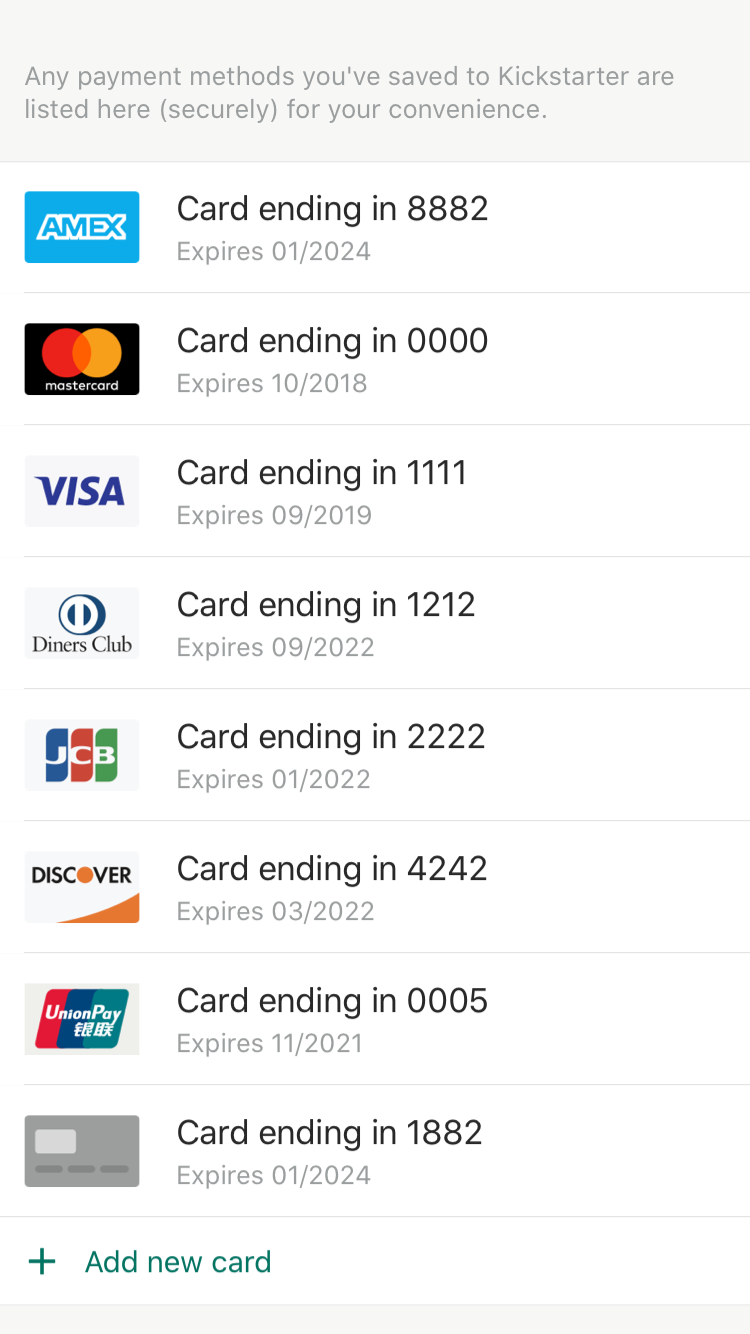 Any payment methods you've saved to Kickstarter are
listed here (securely) for your convenience.
AMEX
Card ending in 8882
Expires 01/2024
mastercard
Card ending in 0000
Expires 10/2018
VISA
Card ending in 1111
Expires 09/2019
Diners Club
Card ending in 1212
Expires 09/2022
JCB
Card ending in 2222
Expires 01/2022
DISCOVER
Card ending in 4242
Expires 03/2022
UnionPay
银联
Card ending in 0005
Expires 11/2021
Card ending in 1882
Expires 01/2024
+ Add new card